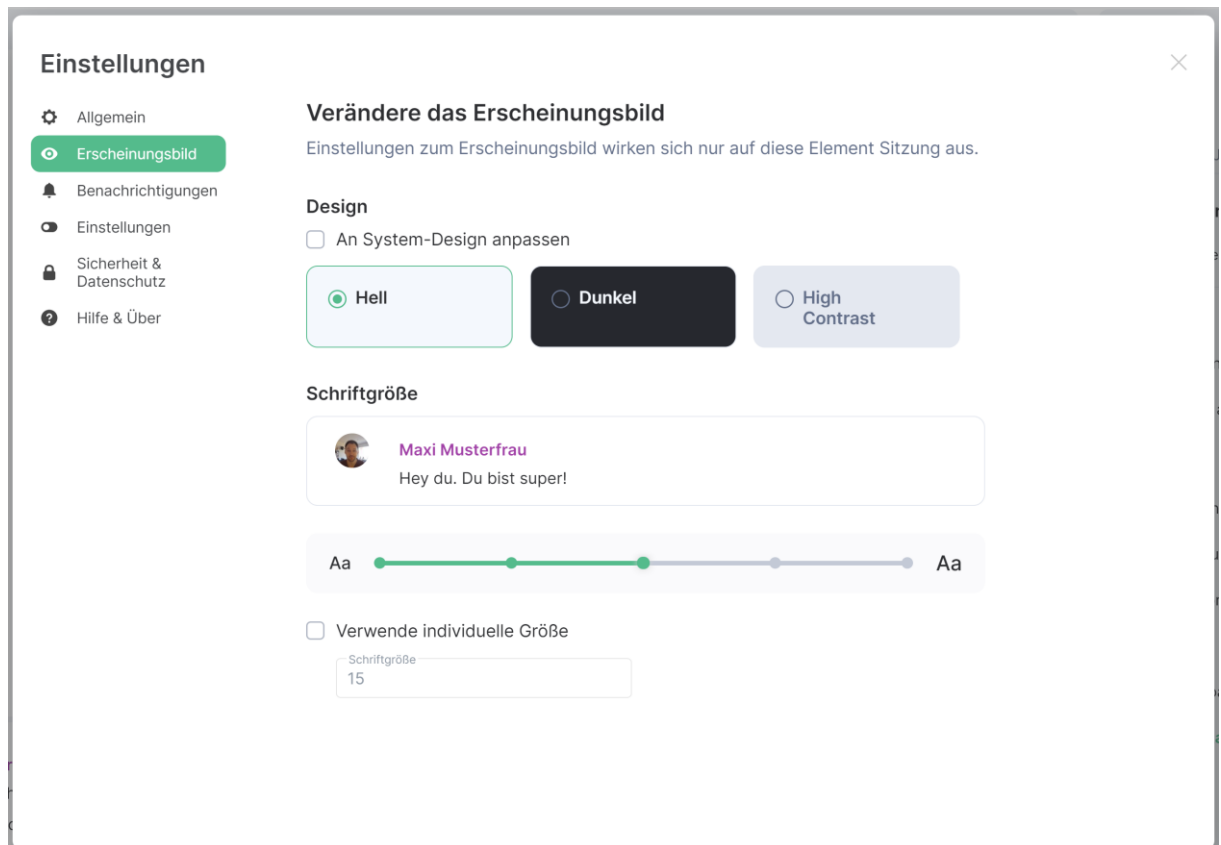 Einstellungen
Allgemein
Erscheinungsbild
Benachrichtigungen
Einstellungen
Sicherheit &
Datenschutz
Hilfe & Über
Verändere das Erscheinungsbild
Einstellungen zum Erscheinungsbild wirken sich nur auf diese Element Sitzung aus.
Design
An System-Design anpassen
Hell
Dunkel
High
Contrast
Schriftgröße
Maxi Musterfrau
Hey du. Du bist super!
Aa
Aa
Verwende individuelle Größe
Schriftgröße
15